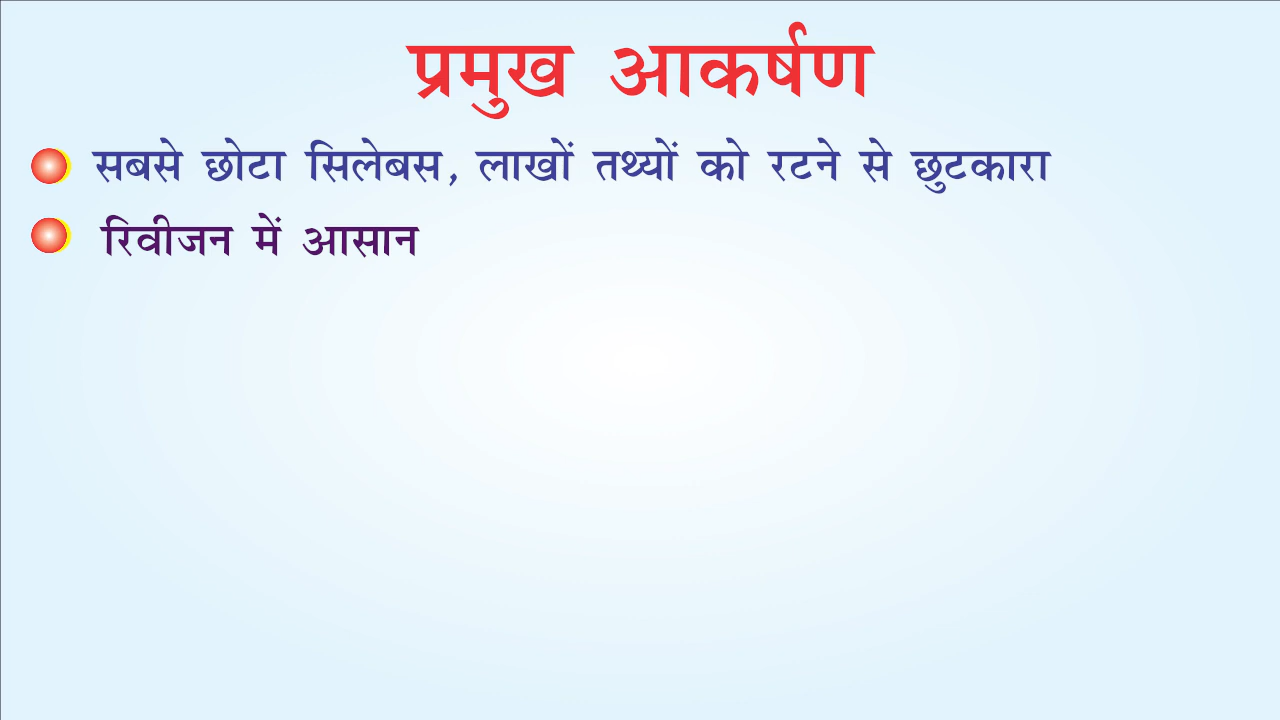 प्रमुख आकर्षण
सबसे छोटा सिलेबस, लाखों तथ्यों को रटने से छुटकारा
रिवीजन में आसान